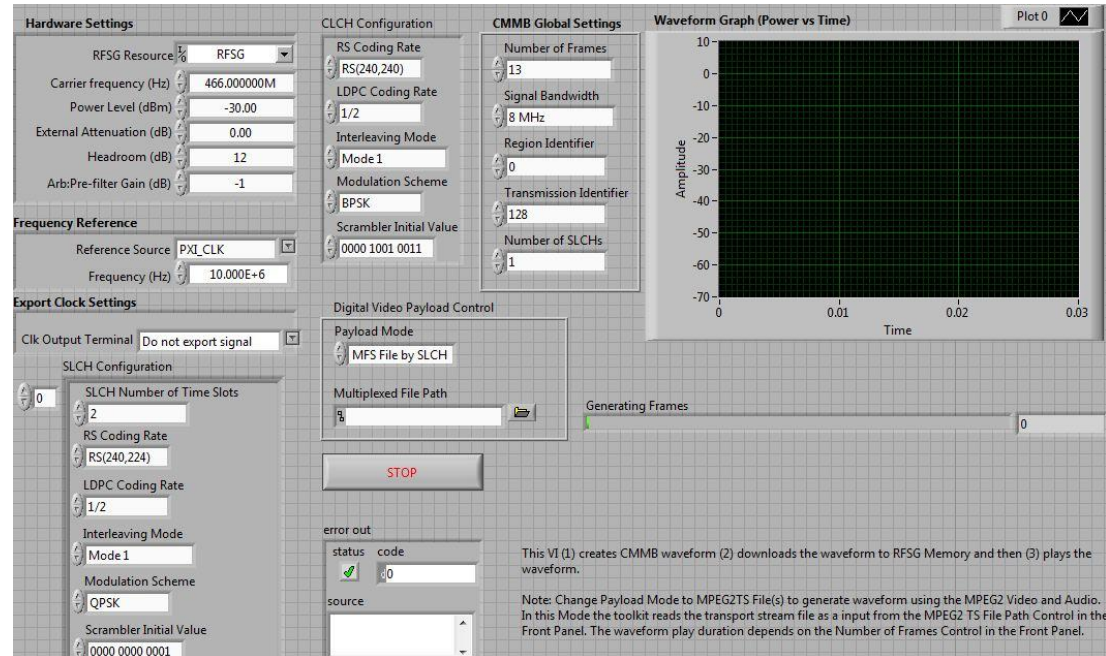 Hardware Settings
RFSG Resource RFSG
Carrier frequency (Hz) 466.000000M
Power Level (dBm) -30.00
External Attenuation (dB) 0.00
Headroom (dB) 12
Arb:Pre-filter Gain (dB) -1
Frequency Reference
Reference Source PXI_CLK
Frequency (Hz) 10.000E+6
Export Clock Settings
Clk Output Terminal Do not export signal
SLCH Configuration
0
SLCH Number of Time Slots
2
RS Coding Rate
RS(240,224)
LDPC Coding Rate
1/2
Interleaving Mode
Mode 1
Modulation Scheme
QPSK
Scrambler Initial Value
0000 0000 0001
CLCH Configuration
RS Coding Rate
RS(240,240)
LDPC Coding Rate
1/2
Interleaving Mode
Mode 1
Modulation Scheme
BPSK
Scrambler Initial Value
0000 1001 0011
CMMB Global Settings
Number of Frames
13
Signal Bandwidth
8 MHz
Region Identifier
0
Transmission Identifier
128
Number of SLCHs
1
Digital Video Payload Control
Payload Mode
MFS File by SLCH
Multiplexed File Path
STOP
error out
status code
0
source
Waveform Graph (Power vs Time)
Plot 0
Amplitude
10
0
-10
-20
-30
-40
-50
-60
-70
0 0.01 0.02 0.03
Time
Generating Frames
0
This VI (1) creates CMMB waveform (2) downloads the waveform to RFSG Memory and then (3) plays the
waveform.
Note: Change Payload Mode to MPEG2TS File(s) to generate waveform using the MPEG2 Video and Audio.
In this Mode the toolkit reads the transport stream file as a input from the MPEG2 TS File Path Control in the
Front Panel. The waveform play duration depends on the Number of Frames Control in the Front Panel.